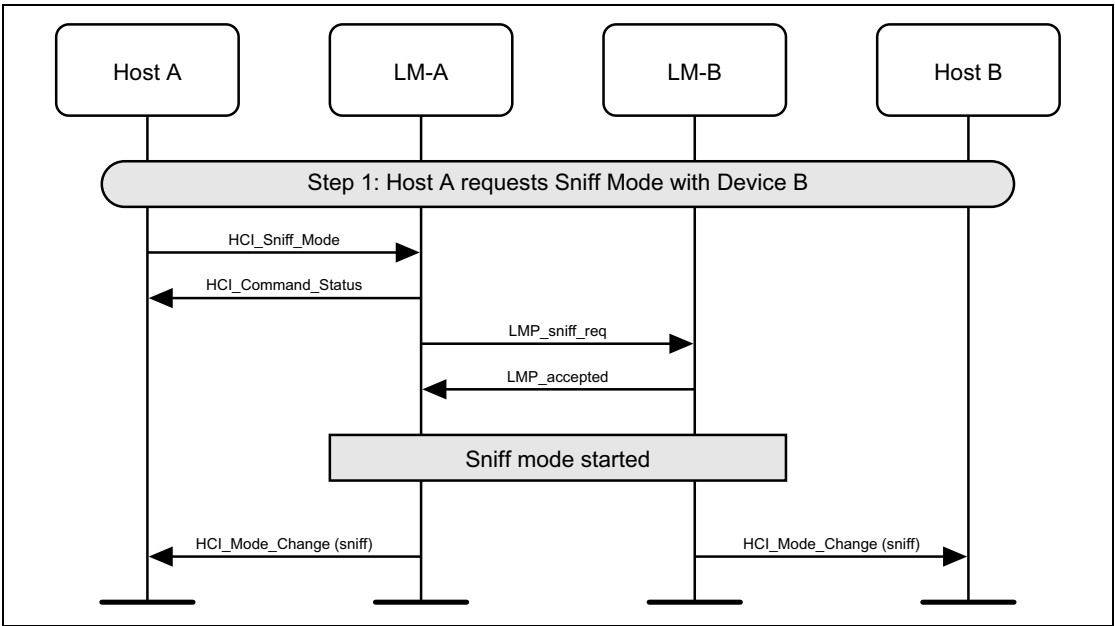 Host A
LM-A
LM-B
Host B
Step 1: Host A requests Sniff Mode with Device B
HCI_Sniff_Mode
HCI_Command_Status
LMP_sniff_req
LMP_accepted
Sniff mode started
HCI_Mode_Change (sniff)
HCI_Mode_Change (sniff)